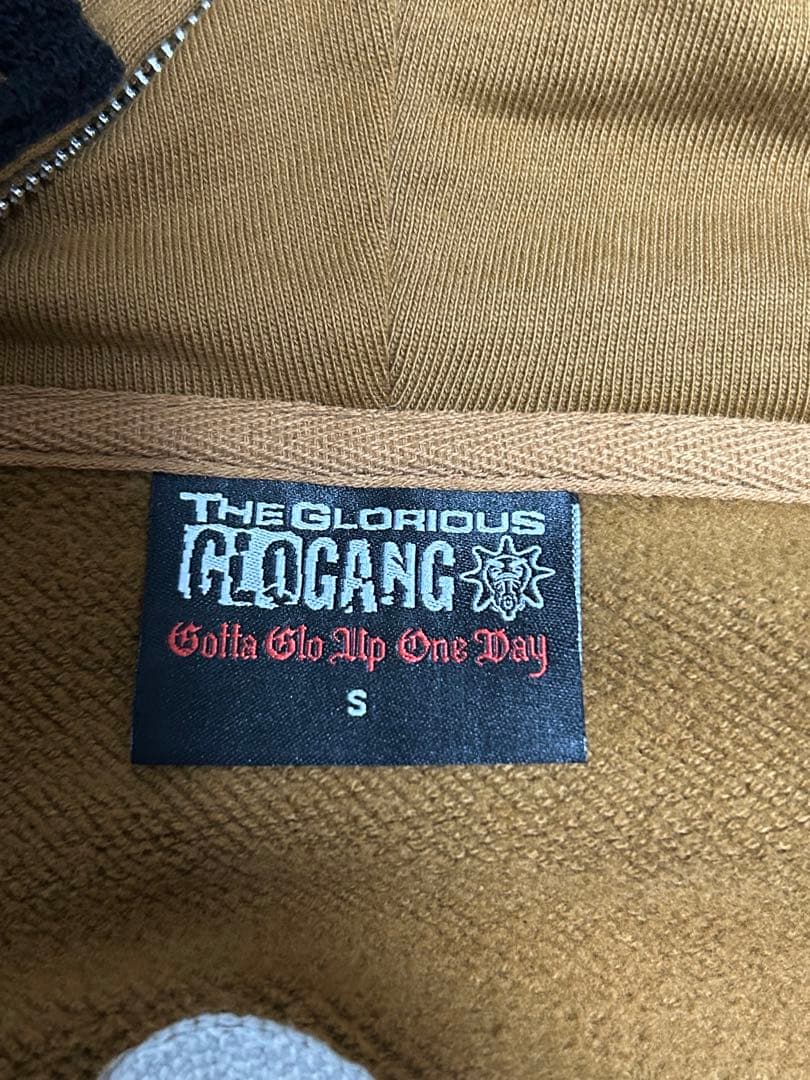 THE GLORIOUS
GLOGANG
Gotta Glo Up One Day
S